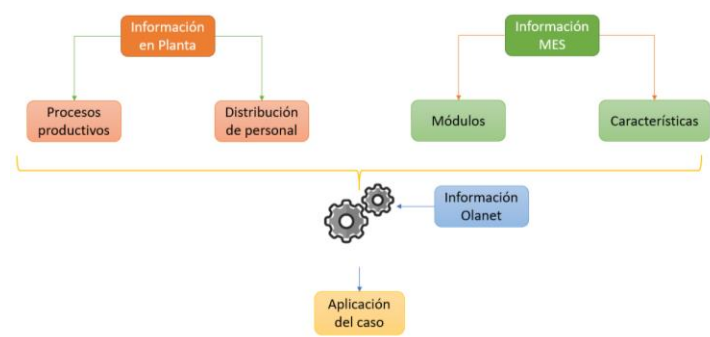 Información
en Planta
Información
MES
Procesos
productivos
Distribución
de personal
Módulos
Características
Información
Olanet
Aplicación
del caso